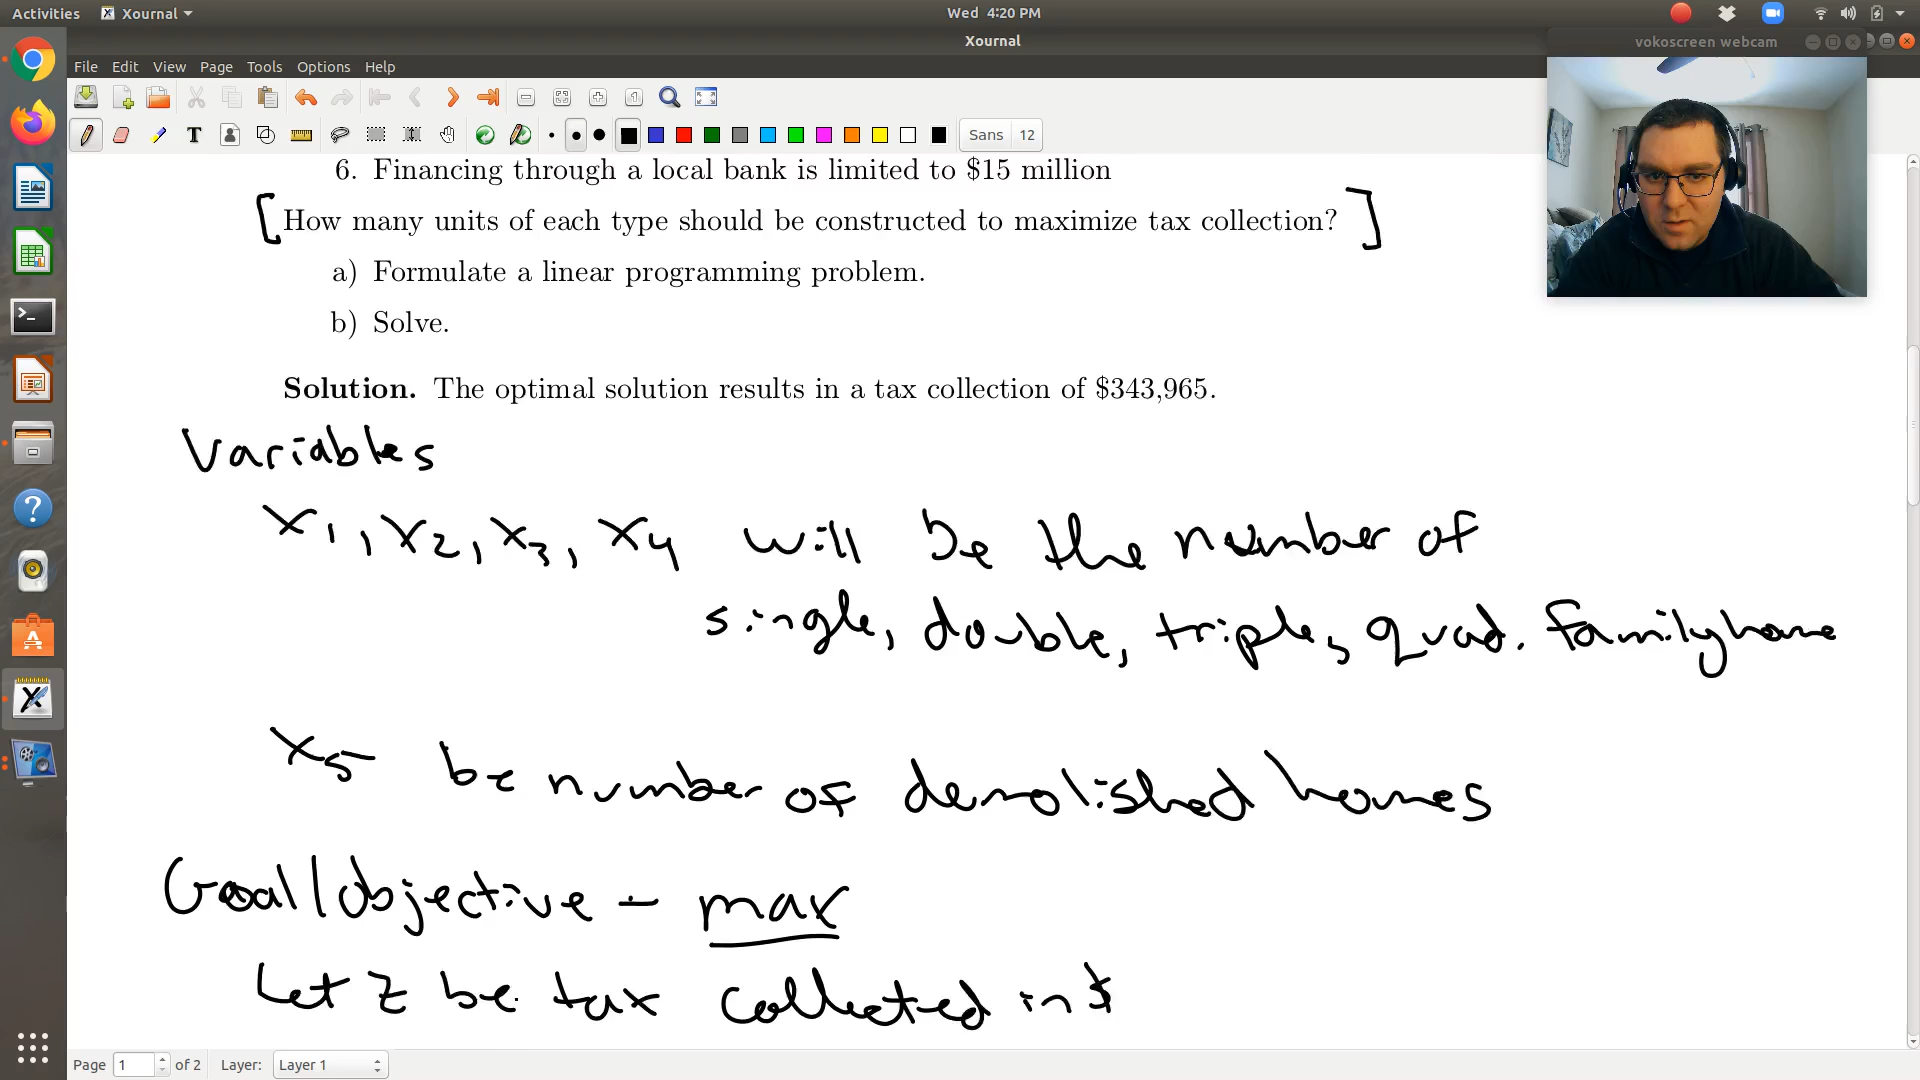 Activities Xournal Wed 4:20 PM
Xournal
vokoscreen webcam
File Edit View Page Tools Options Help
T Sans 12
6. Financing through a local bank is limited to $15 million
[How many units of each type should be constructed to maximize tax collection?]
a) Formulate a linear programming problem.
b) Solve.
Solution. The optimal solution results in a tax collection of $343,965.
Variables
x1, x2, x3, x4 will be the number of
single, double, triple, quad. family home
x5 be number of demolished homes
Goal/objective - max
Let z be tax collected in $
Page 1 of 2 Layer: Layer 1